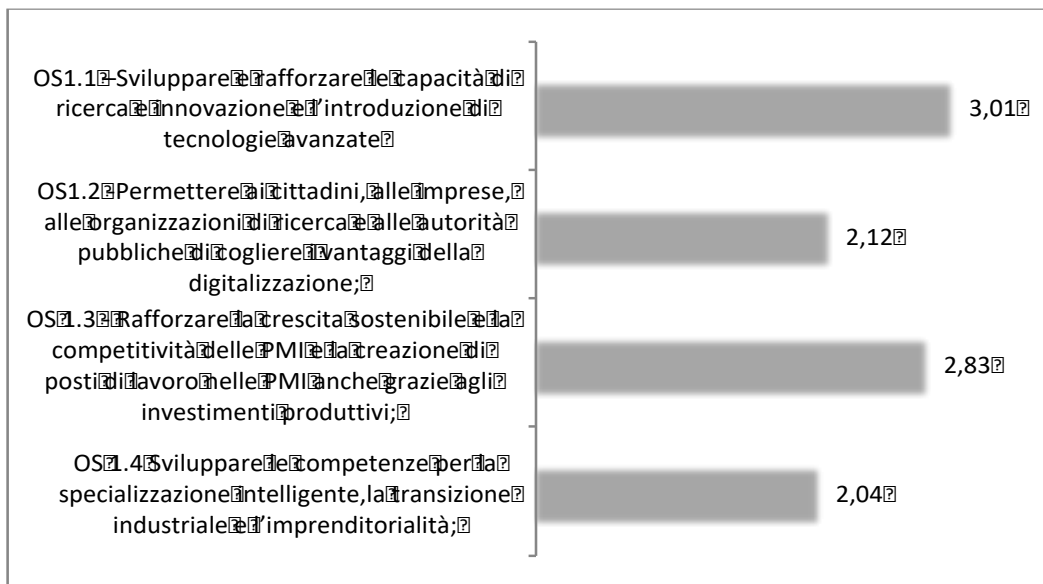 OS1.1 – Sviluppare e rafforzare le capacità di
ricerca e innovazione e l’introduzione di
tecnologie avanzate
3,01
OS1.2 – Permettere ai cittadini, alle imprese,
alle organizzazioni di ricerca e alle autorità
pubbliche di cogliere i vantaggi della
digitalizzazione;
2,12
OS 1.3 – Rafforzare la crescita sostenibile e la
competitività delle PMI e la creazione di
posti di lavoro nelle PMI anche grazie agli
investimenti produttivi;
2,83
OS 1.4 Sviluppare le competenze per la
specializzazione intelligente, la transizione
industriale e l’imprenditorialità;
2,04